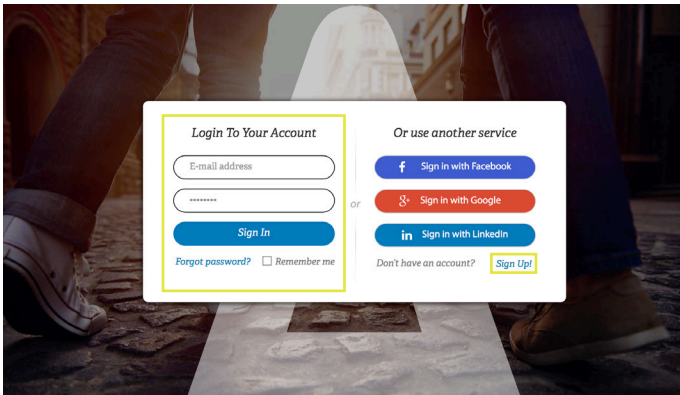 Login To Your Account
E-mail address
********
Sign In
Forgot password?
Remember me
or
Or use another service
f Sign in with Facebook
g+ Sign in with Google
in Sign in with LinkedIn
Don't have an account? Sign Up!